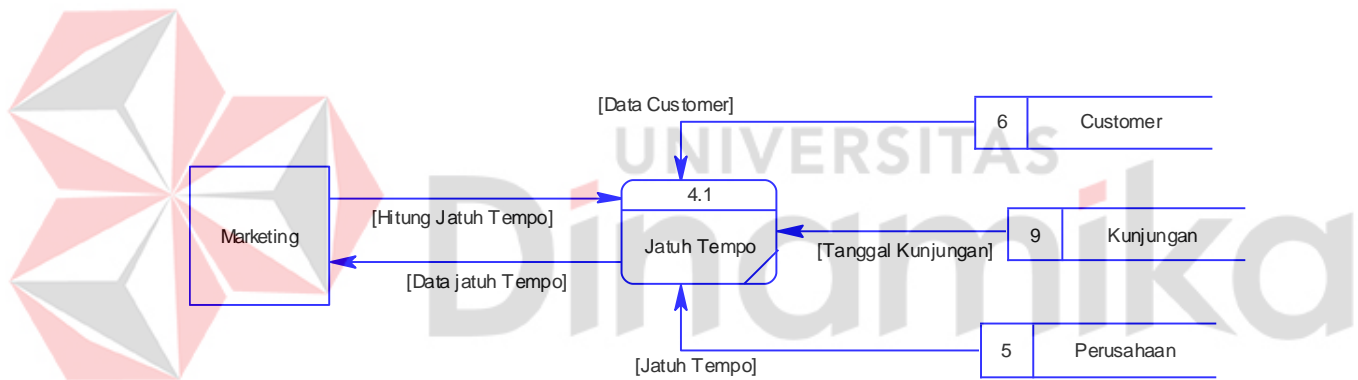 [Data Customer]
6
Customer
UNIVERSITAS
Dinamika
4.1
Marketing
[Hitung Jatuh Tempo]
Jatuh Tempo
[Tanggal Kunjungan]
9
Kunjungan
[Data jatuh Tempo]
[Jatuh Tempo]
5
Perusahaan